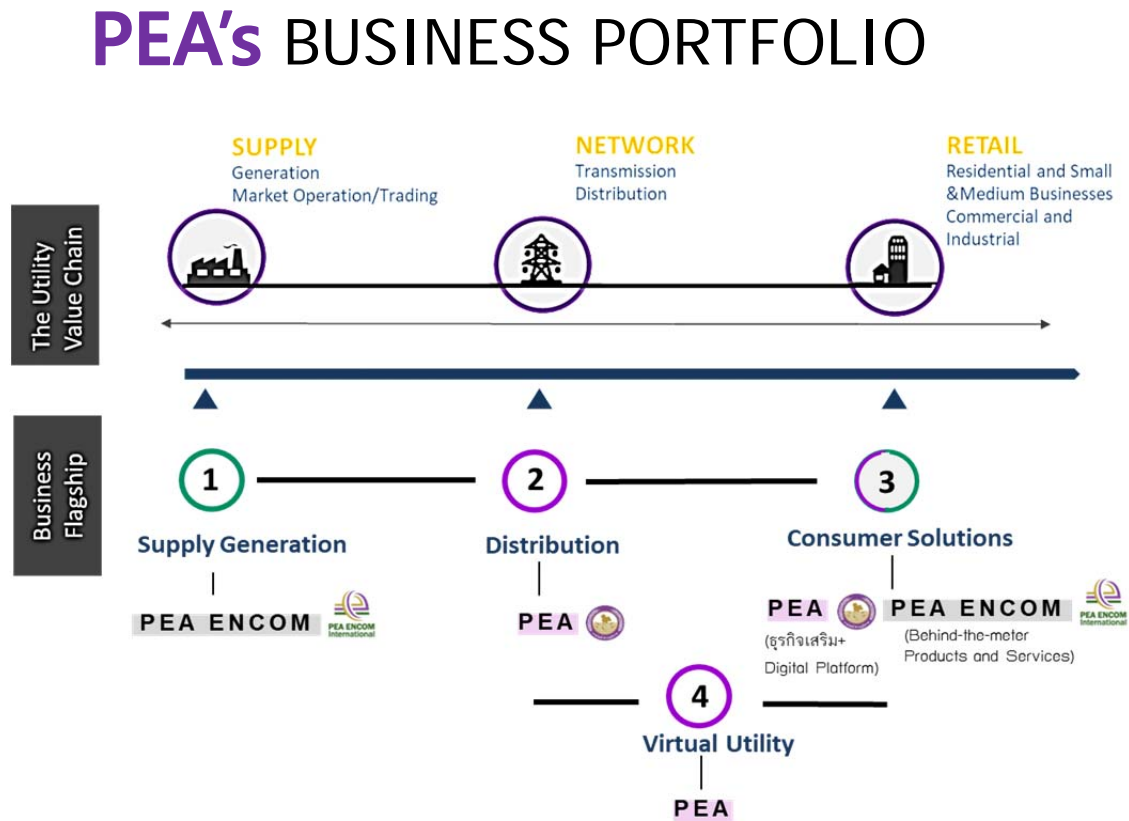 PEA's BUSINESS PORTFOLIO
SUPPLY
Generation
Market Operation/Trading
NETWORK
Transmission
Distribution
RETAIL
Residential and Small
&Medium Businesses
Commercial and
Industrial
The Utility
Value Chain
Business
Flagship
1
2
3
Supply Generation
Distribution
Consumer Solutions
PEA ENCOM
PEA ENCOM
International
PEA
PEA
(ธุรกิจเสริม+
Digital Platform)
PEA ENCOM
PEA ENCOM
International
(Behind-the-meter
Products and Services)
4
Virtual Utility
PEA